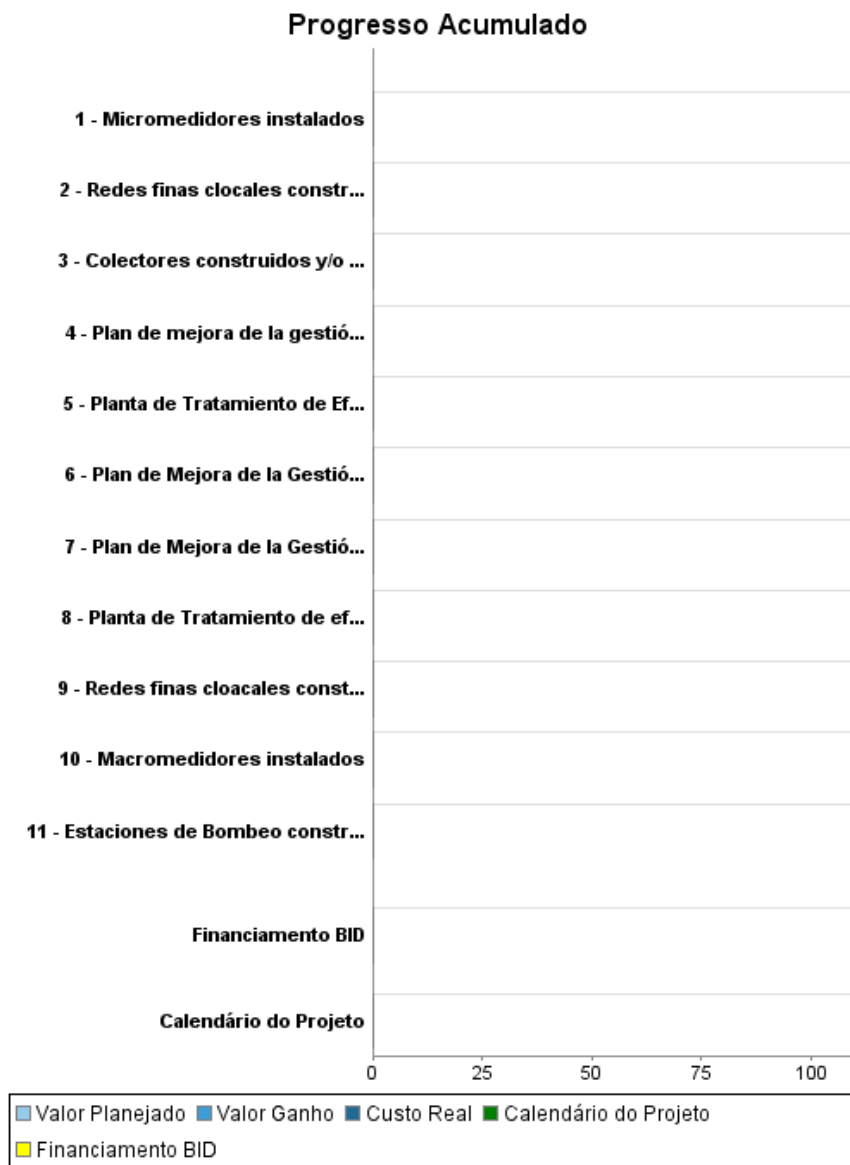 Progresso Acumulado
1 - Micromedidores instalados
2 - Redes finas clocales constr...
3 - Colectores construidos y/o ...
4 - Plan de mejora de la gestió...
5 - Planta de Tratamiento de Ef...
6 - Plan de Mejora de la Gestió...
7 - Plan de Mejora de la Gestió...
8 - Planta de Tratamiento de ef...
9 - Redes finas cloacales const...
10 - Macromedidores instalados
11 - Estaciones de Bombeo constr...
Financiamento BID
Calendário do Projeto
0 25 50 75 100
Valor Planejado Valor Ganho Custo Real Calendário do Projeto
Financiamento BID